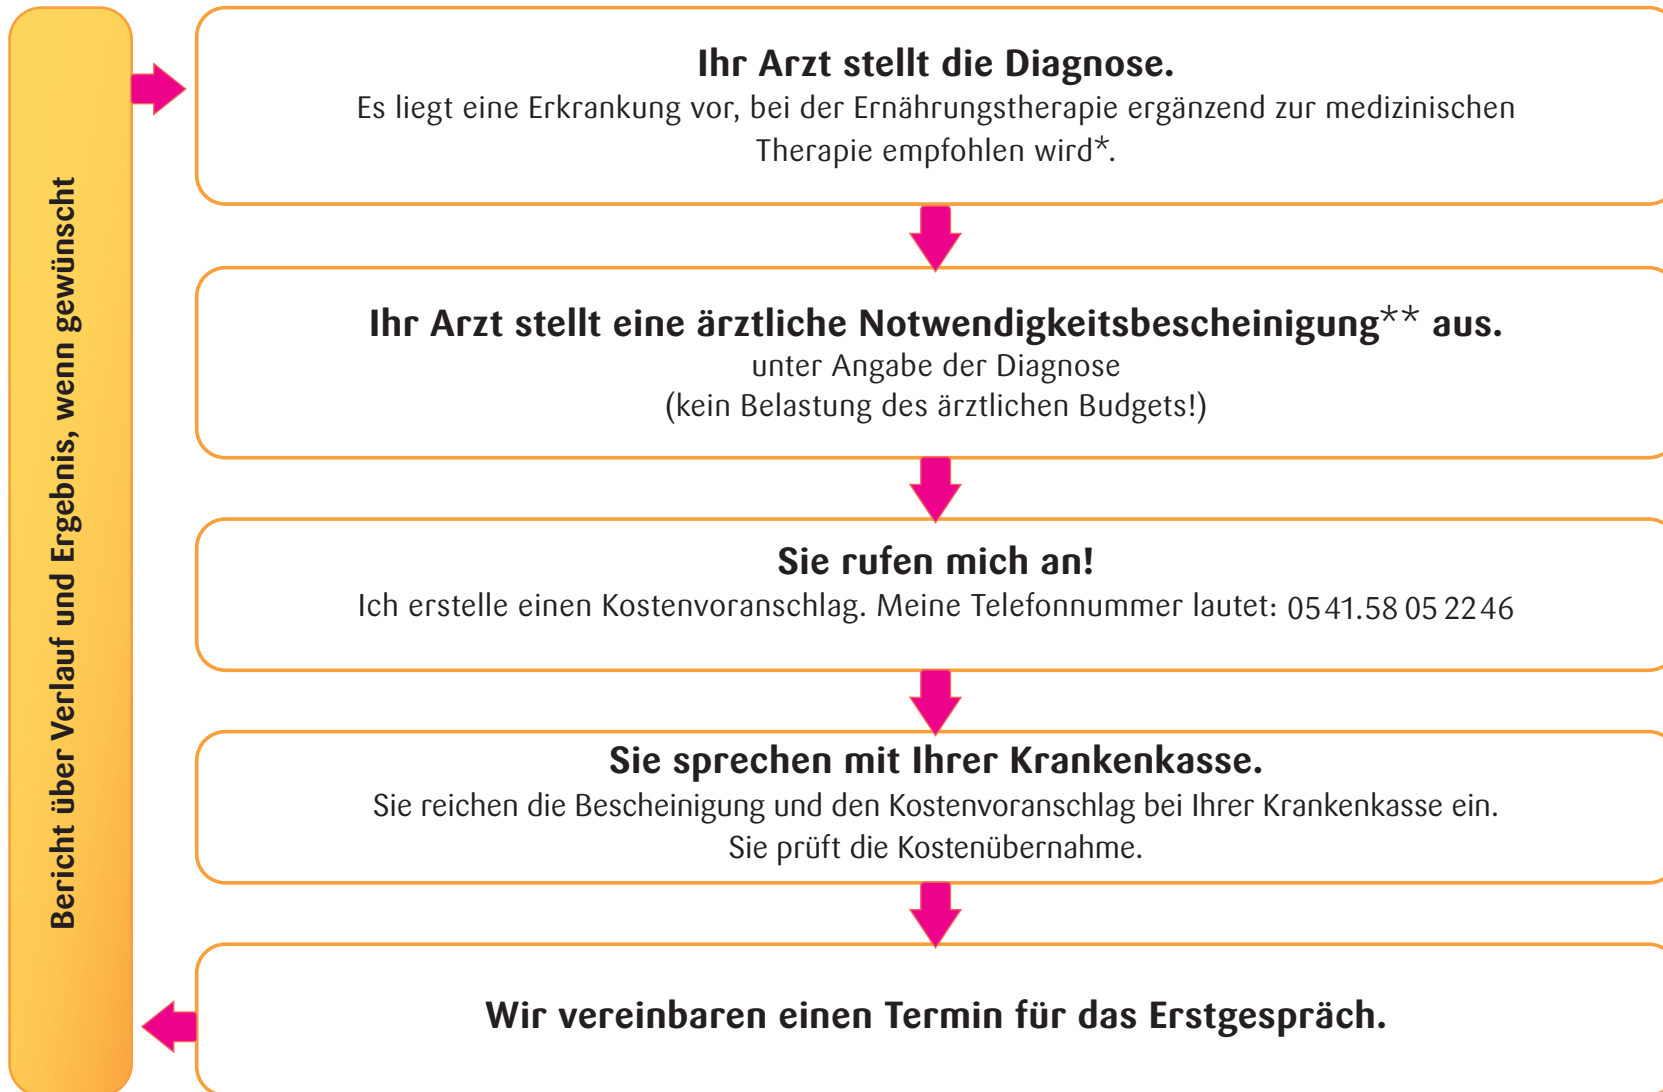 Bericht über Verlauf und Ergebnis, wenn gewünscht
Ihr Arzt stellt die Diagnose.
Es liegt eine Erkrankung vor, bei der Ernährungstherapie ergänzend zur medizinischen
Therapie empfohlen wird*.
Ihr Arzt stellt eine ärztliche Notwendigkeitsbescheinigung** aus.
unter Angabe der Diagnose
(kein Belastung des ärztlichen Budgets!)
Sie rufen mich an!
Ich erstelle einen Kostenvoranschlag. Meine Telefonnummer lautet: 05 41.58 05 22 46
Sie sprechen mit Ihrer Krankenkasse.
Sie reichen die Bescheinigung und den Kostenvoranschlag bei Ihrer Krankenkasse ein.
Sie prüft die Kostenübernahme.
Wir vereinbaren einen Termin für das Erstgespräch.